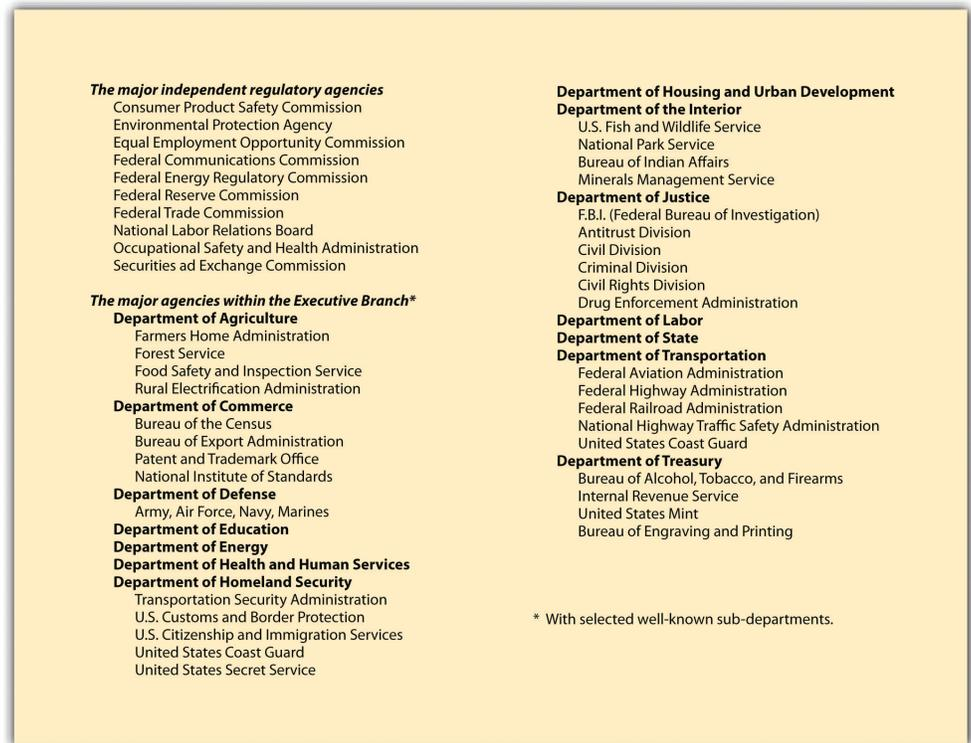 The major independent regulatory agencies
Consumer Product Safety Commission
Environmental Protection Agency
Equal Employment Opportunity Commission
Federal Communications Commission
Federal Energy Regulatory Commission
Federal Reserve Commission
Federal Trade Commission
National Labor Relations Board
Occupational Safety and Health Administration
Securities ad Exchange Commission
The major agencies within the Executive Branch*
Department of Agriculture
Farmers Home Administration
Forest Service
Food Safety and Inspection Service
Rural Electrification Administration
Department of Commerce
Bureau of the Census
Bureau of Export Administration
Patent and Trademark Office
National Institute of Standards
Department of Defense
Army, Air Force, Navy, Marines
Department of Education
Department of Energy
Department of Health and Human Services
Department of Homeland Security
Transportation Security Administration
U.S. Customs and Border Protection
U.S. Citizenship and Immigration Services
United States Coast Guard
United States Secret Service
Department of Housing and Urban Development
Department of the Interior
U.S. Fish and Wildlife Service
National Park Service
Bureau of Indian Affairs
Minerals Management Service
Department of Justice
F.B.I. (Federal Bureau of Investigation)
Antitrust Division
Civil Division
Criminal Division
Civil Rights Division
Drug Enforcement Administration
Department of Labor
Department of State
Department of Transportation
Federal Aviation Administration
Federal Highway Administration
Federal Railroad Administration
National Highway Traffic Safety Administration
United States Coast Guard
Department of Treasury
Bureau of Alcohol, Tobacco, and Firearms
Internal Revenue Service
United States Mint
Bureau of Engraving and Printing
* With selected well-known sub-departments.